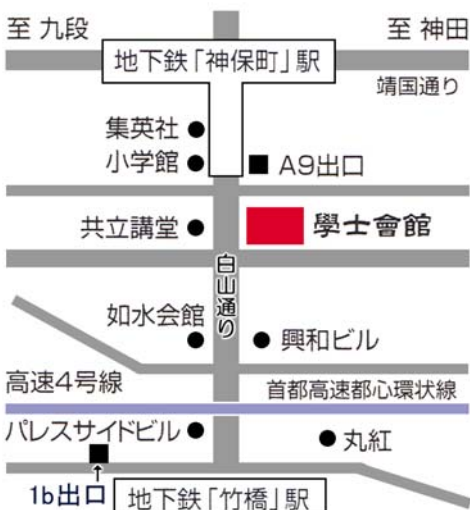 至 九段
至 神田
地下鉄「神保町」駅
靖国通り
集英社
小学館
A9出口
共立講堂
學士會館
白山通り
如水会館
興和ビル
高速4号線
首都高速都心環状線
パレスサイドビル
丸紅
1b出口
地下鉄「竹橋」駅